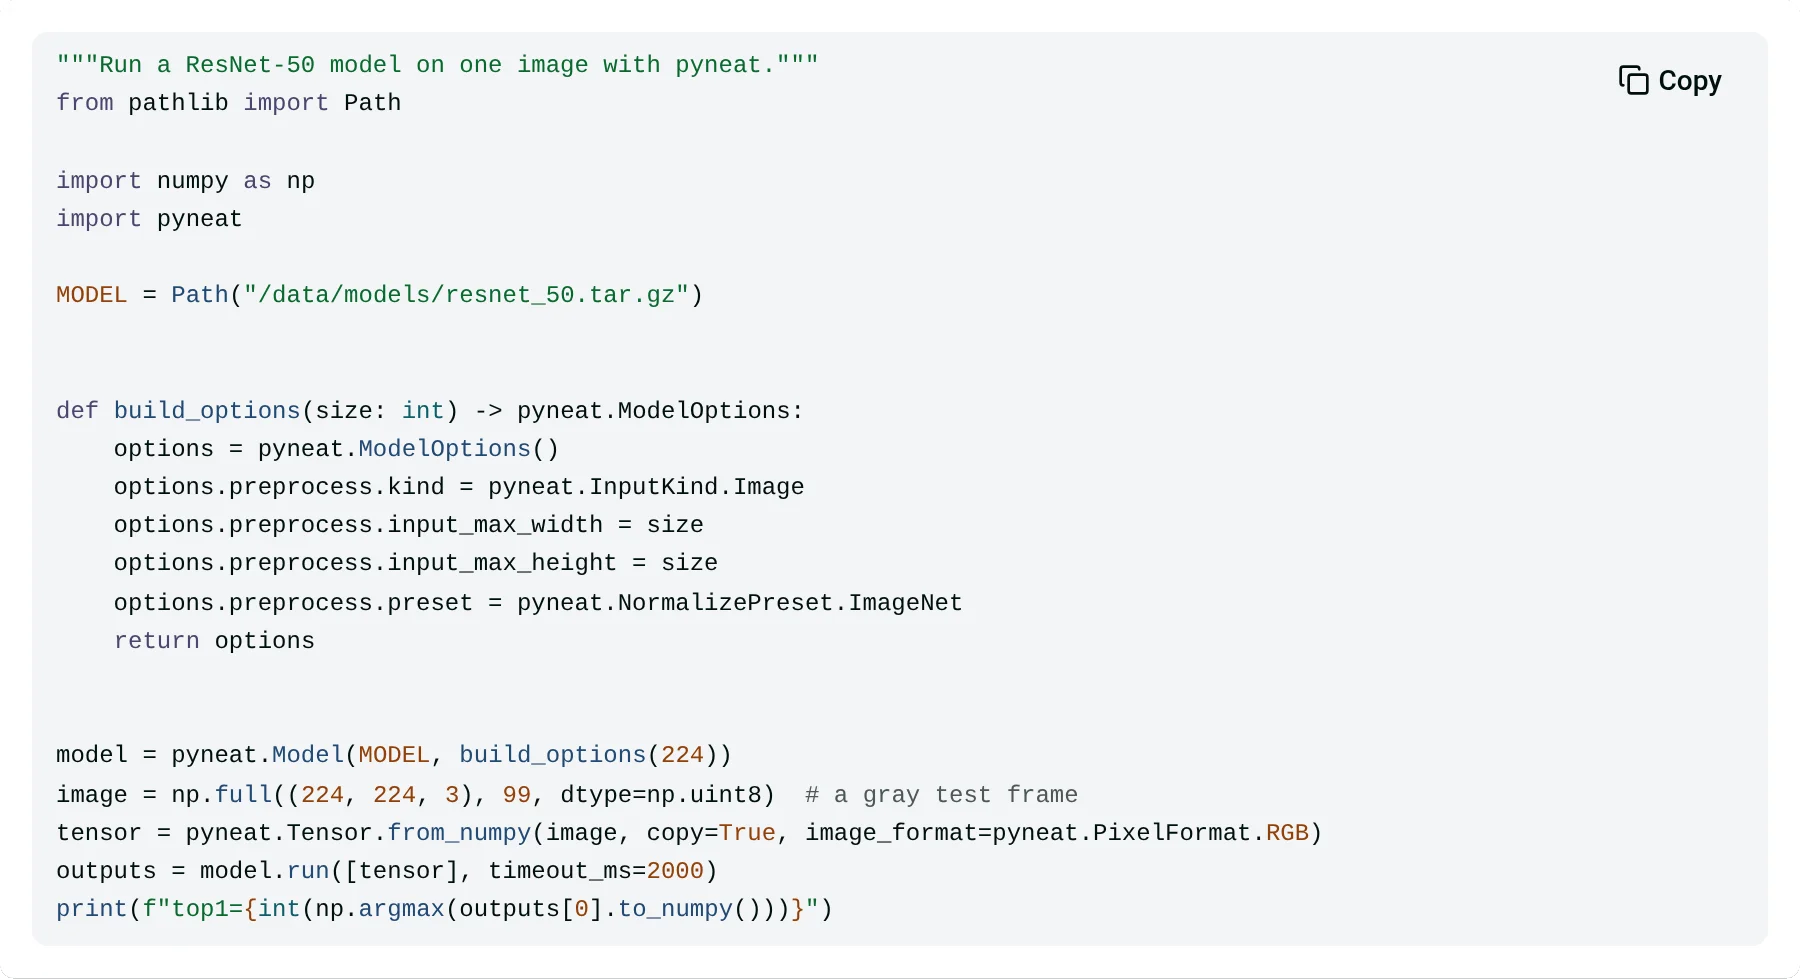 """Run a ResNet-50 model on one image with pyneat."""
Copy
from pathlib import Path

import numpy as np
import pyneat

MODEL = Path("/data/models/resnet_50.tar.gz")


def build_options(size: int) -> pyneat.ModelOptions:
    options = pyneat.ModelOptions()
    options.preprocess.kind = pyneat.InputKind.Image
    options.preprocess.input_max_width = size
    options.preprocess.input_max_height = size
    options.preprocess.preset = pyneat.NormalizePreset.ImageNet
    return options


model = pyneat.Model(MODEL, build_options(224))
image = np.full((224, 224, 3), 99, dtype=np.uint8)  # a gray test frame
tensor = pyneat.Tensor.from_numpy(image, copy=True, image_format=pyneat.PixelFormat.RGB)
outputs = model.run([tensor], timeout_ms=2000)
print(f"top1={int(np.argmax(outputs[0].to_numpy()))}")